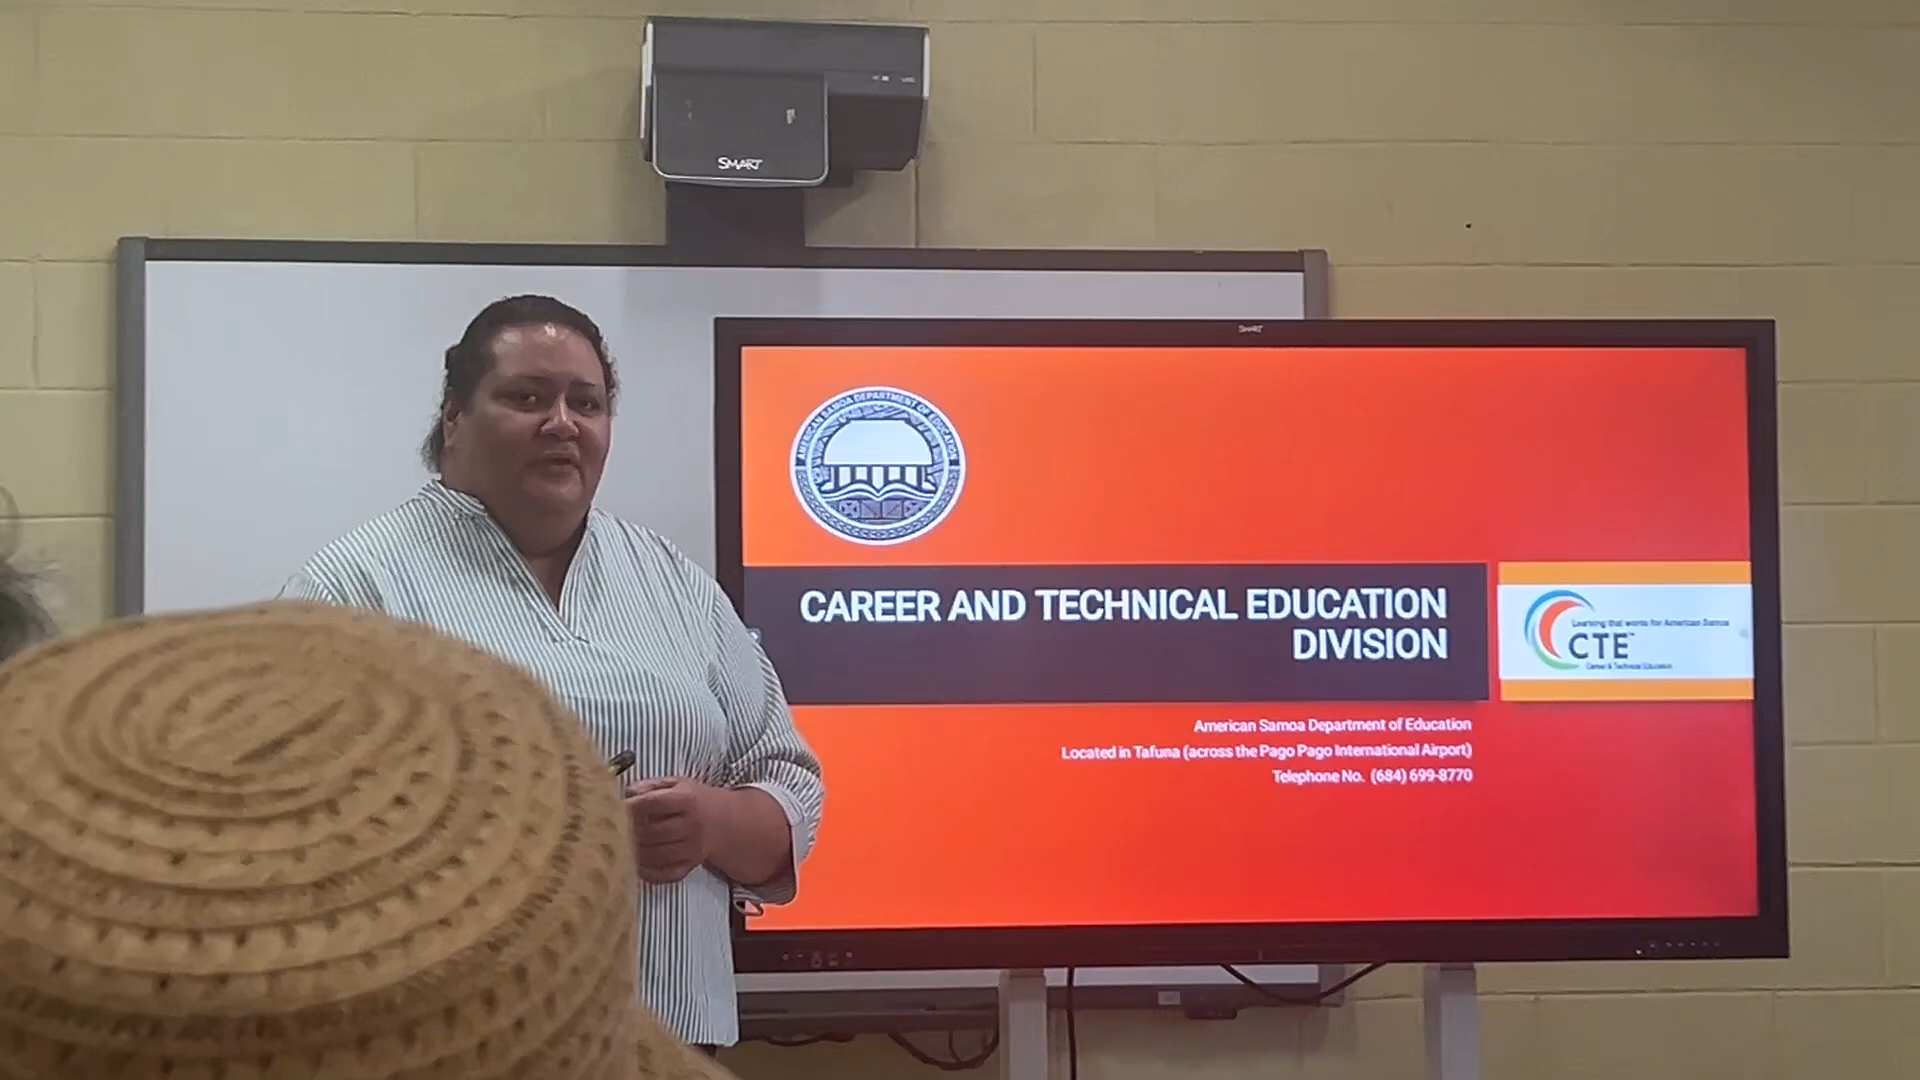 SMART
SMART
AMERICAN SAMOA DEPARTMENT OF EDUCATION
CAREER AND TECHNICAL EDUCATION
DIVISION
Learning that works for American Samoa
CTE™
Career & Technical Education
American Samoa Department of Education
Located in Tafuna (across the Pago Pago International Airport)
Telephone No. (684) 699-8770